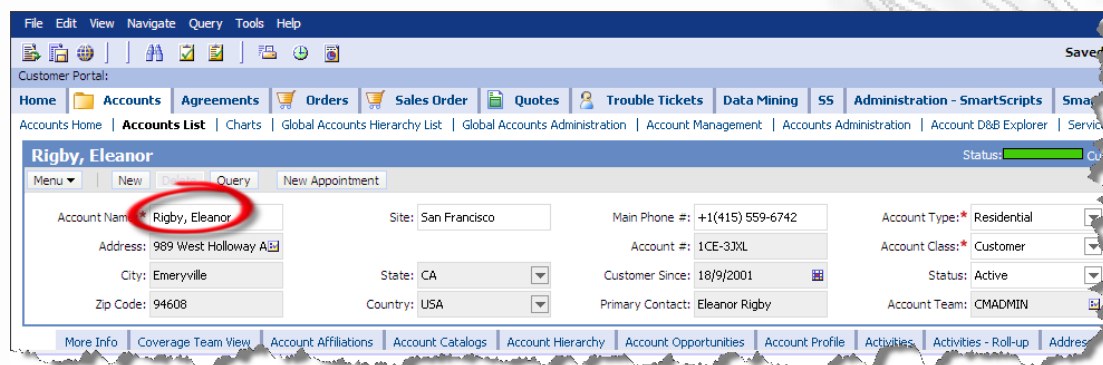 File Edit View Navigate Query Tools Help
Saved
Customer Portal:
Home Accounts Agreements Orders Sales Order Quotes Trouble Tickets Data Mining SS Administration - SmartScripts
Accounts Home | Accounts List | Charts | Global Accounts Hierarchy List | Global Accounts Administration | Account Management | Accounts Administration | Account D&B Explorer |
Rigby, Eleanor Status:
Menu New Delete Query New Appointment
Account Name:* Rigby, Eleanor Site: San Francisco Main Phone #: +1(415) 559-6742 Account Type:* Residential
Address: 989 West Holloway A Account #: 1CE-3JXL Account Class:* Customer
City: Emeryville State: CA Customer Since: 18/9/2001 Status: Active
Zip Code: 94608 Country: USA Primary Contact: Eleanor Rigby Account Team: CMADMIN
More Info Coverage Team View Account Affiliations Account Catalogs Account Hierarchy Account Opportunities Account Profile Activities Activities - Roll-up